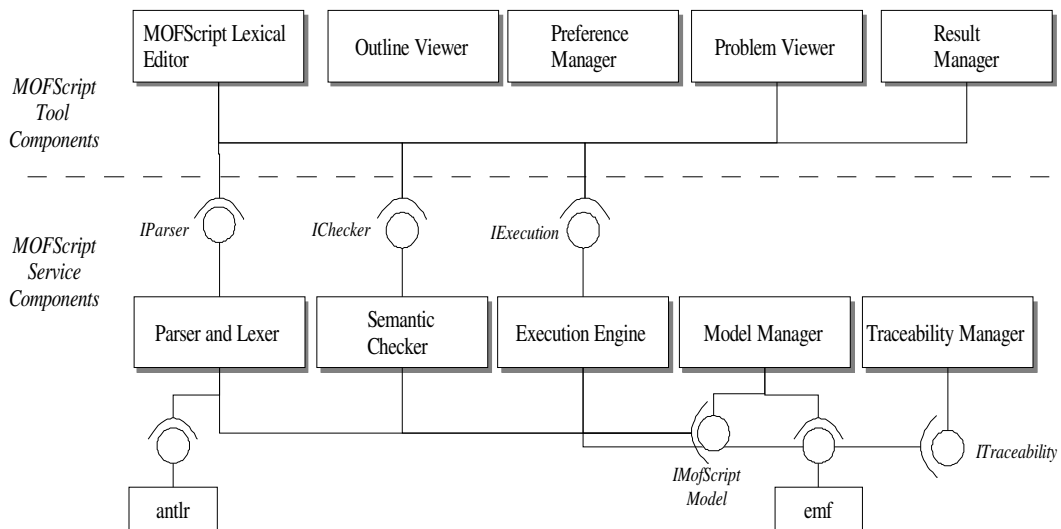 MOFScript Lexical
Editor
Outline Viewer
Preference
Manager
Problem Viewer
Result
Manager
MOFScript
Tool
Components
IParser
IChecker
IExecution
MOFScript
Service
Components
Parser and Lexer
Semantic
Checker
Execution Engine
Model Manager
Traceability Manager
IMofScript
Model
ITraceability
antlr
emf